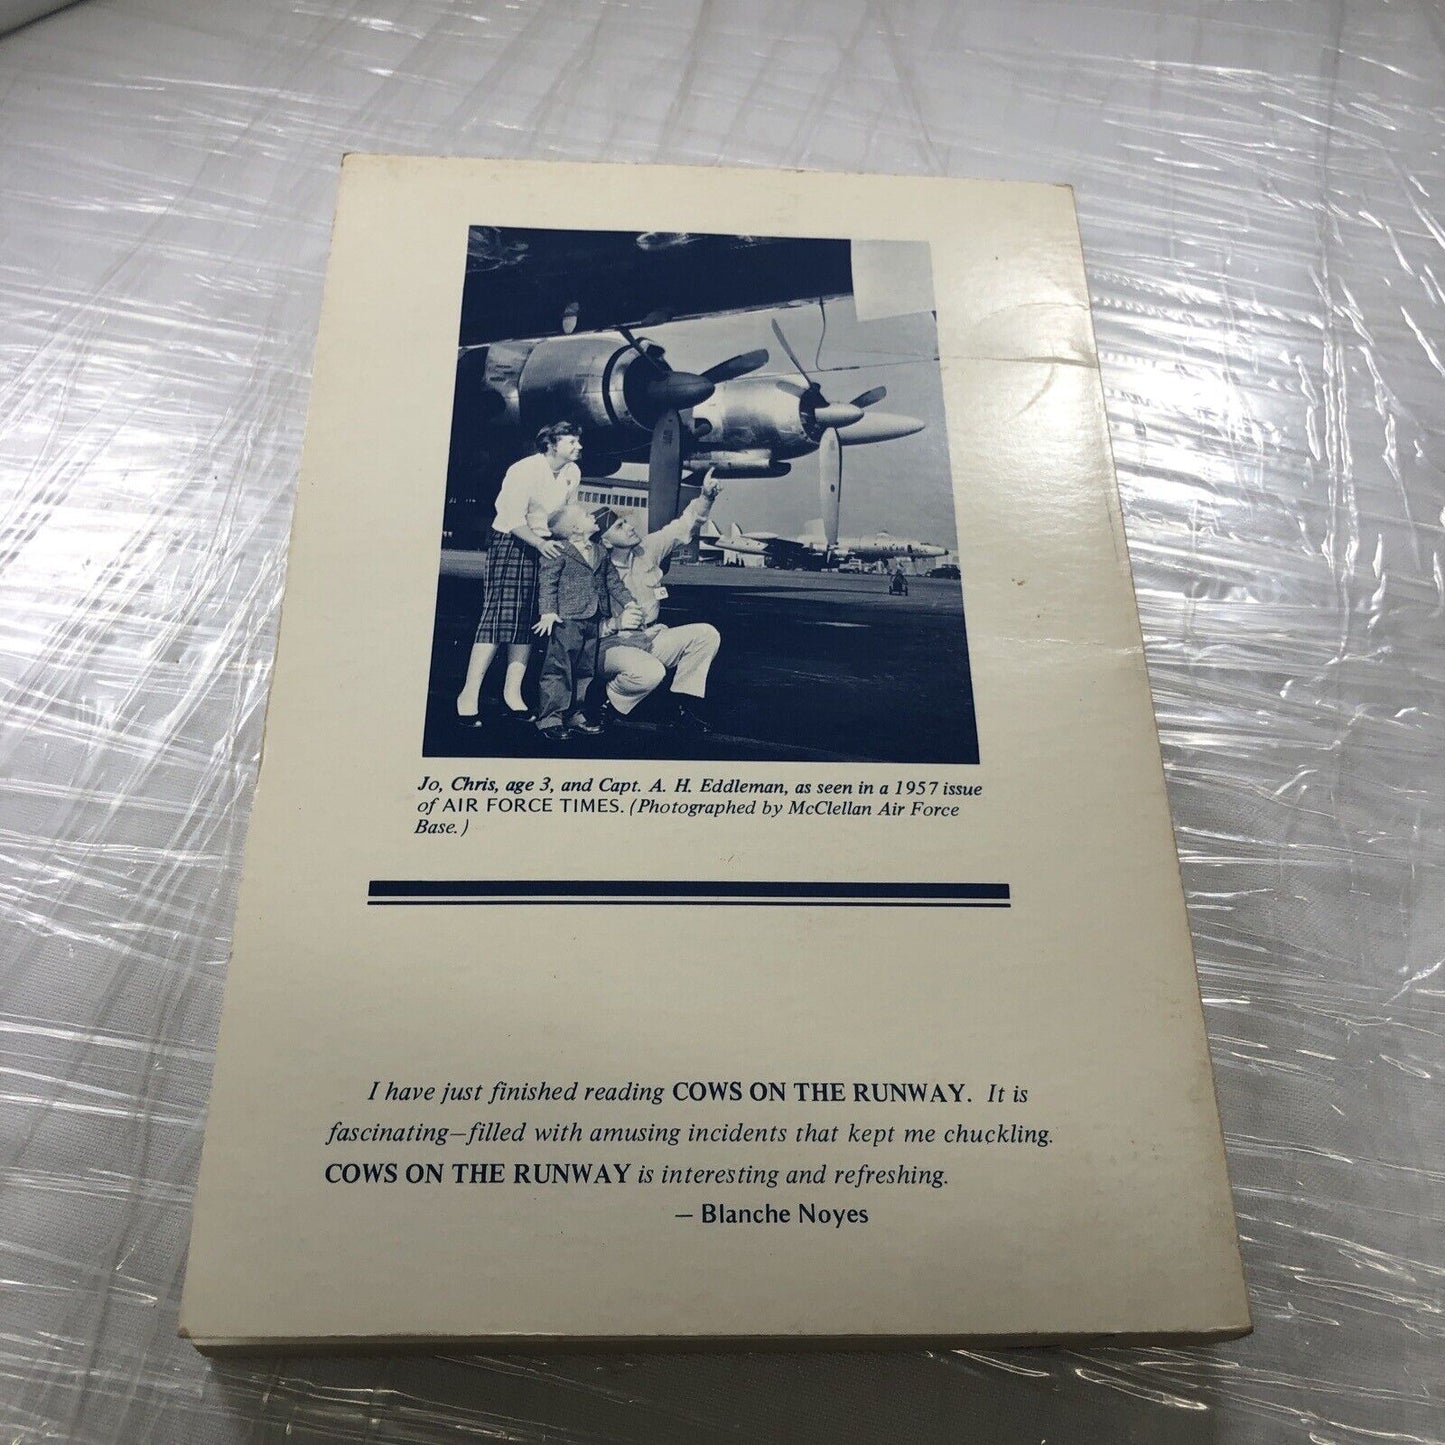 Jo, Chris, age 3, and Capt. A. H. Eddleman, as seen in a 1957 issue
of AIR FORCE TIMES. (Photographed by McClellan Air Force
Base.)
I have just finished reading COWS ON THE RUNWAY. It is
fascinating—filled with amusing incidents that kept me chuckling.
COWS ON THE RUNWAY is interesting and refreshing.
— Blanche Noyes